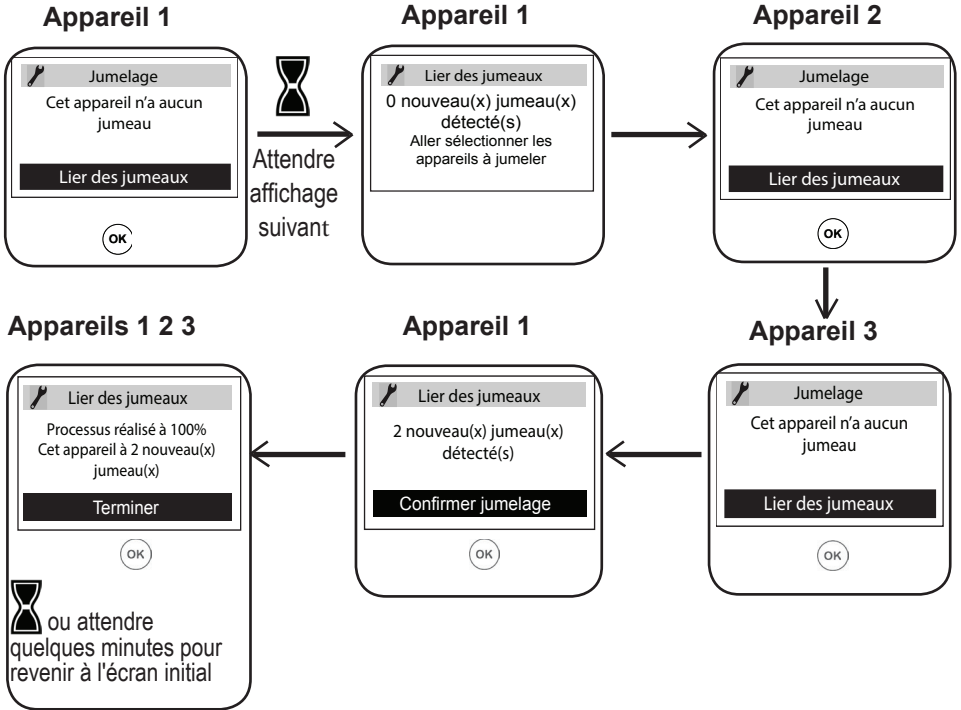 Appareil 1
Jumelage
Cet appareil n'a aucun
jumeau
Lier des jumeaux
OK
Attendre
affichage
suivant
Appareil 1
Lier des jumeaux
0 nouveau(x) jumeau(x)
détecté(s)
Aller sélectionner les
appareils à jumeler
Appareil 2
Jumelage
Cet appareil n'a aucun
jumeau
Lier des jumeaux
OK
Appareil 3
Jumelage
Cet appareil n'a aucun
jumeau
Lier des jumeaux
OK
Appareil 1
Lier des jumeaux
2 nouveau(x) jumeau(x)
détecté(s)
Confirmer jumelage
OK
Appareils 1 2 3
Lier des jumeaux
Processus réalisé à 100%
Cet appareil à 2 nouveau(x)
jumeau(x)
Terminer
OK
ou attendre
quelques minutes pour
revenir à l'écran initial